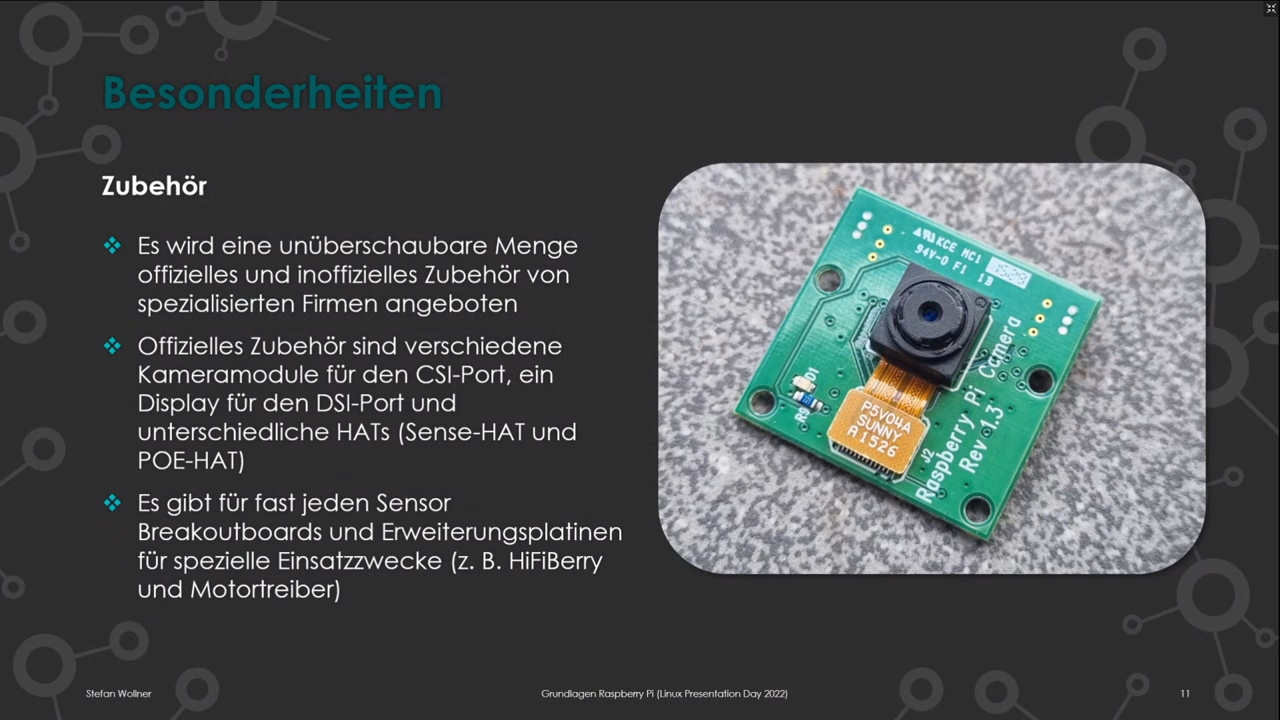 Besonderheiten
Zubehör
Es wird eine unüberschaubare Menge
offizielles und inoffizielles Zubehör von
spezialisierten Firmen angeboten
Offizielles Zubehör sind verschiedene
Kameramodule für den CSI-Port, ein
Display für den DSI-Port und
unterschiedliche HATs (Sense-HAT und
POE-HAT)
Es gibt für fast jeden Sensor
Breakoutboards und Erweiterungsplatinen
für spezielle Einsatzzwecke (z. B. HiFiBerry
und Motortreiber)
KCE MC1
94V-0 F1 1B
1529
D1
P5V04A
SUNNY
A1526
J2
Raspberry Pi Camera
Rev 1.3
Stefan Wollner
Grundlagen Raspberry Pi (Linux Presentation Day 2022)
11